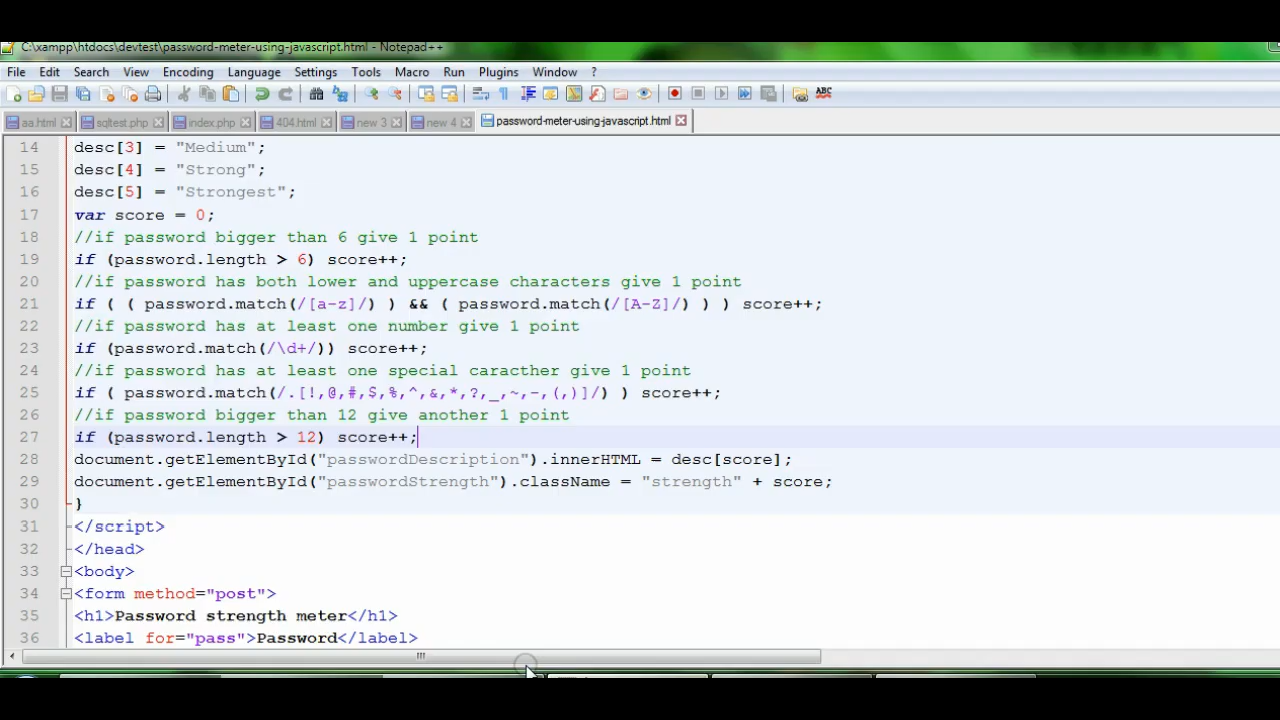 C:\xampp\htdocs\devtest\password-meter-using-javascript.html - Notepad++
File Edit Search View Encoding Language Settings Tools Macro Run Plugins Window ?
ABC
aa.html sqltest.php index.php 404.html new 3 new 4 password-meter-using-javascript.html
14 desc[3] = "Medium";
15 desc[4] = "Strong";
16 desc[5] = "Strongest";
17 var score = 0;
18 //if password bigger than 6 give 1 point
19 if (password.length > 6) score++;
20 //if password has both lower and uppercase characters give 1 point
21 if ( ( password.match(/[a-z]/) ) && ( password.match(/[A-Z]/) ) ) score++;
22 //if password has at least one number give 1 point
23 if (password.match(/\d+/)) score++;
24 //if password has at least one special caracther give 1 point
25 if ( password.match(/.[!,@,#,$,%,^,&,*,?,_,~,-,(,)]/) ) score++;
26 //if password bigger than 12 give another 1 point
27 if (password.length > 12) score++;
28 document.getElementById("passwordDescription").innerHTML = desc[score];
29 document.getElementById("passwordStrength").className = "strength" + score;
30 }
31 </script>
32 </head>
33 <body>
34 <form method="post">
35 <h1>Password strength meter</h1>
36 <label for="pass">Password</label>